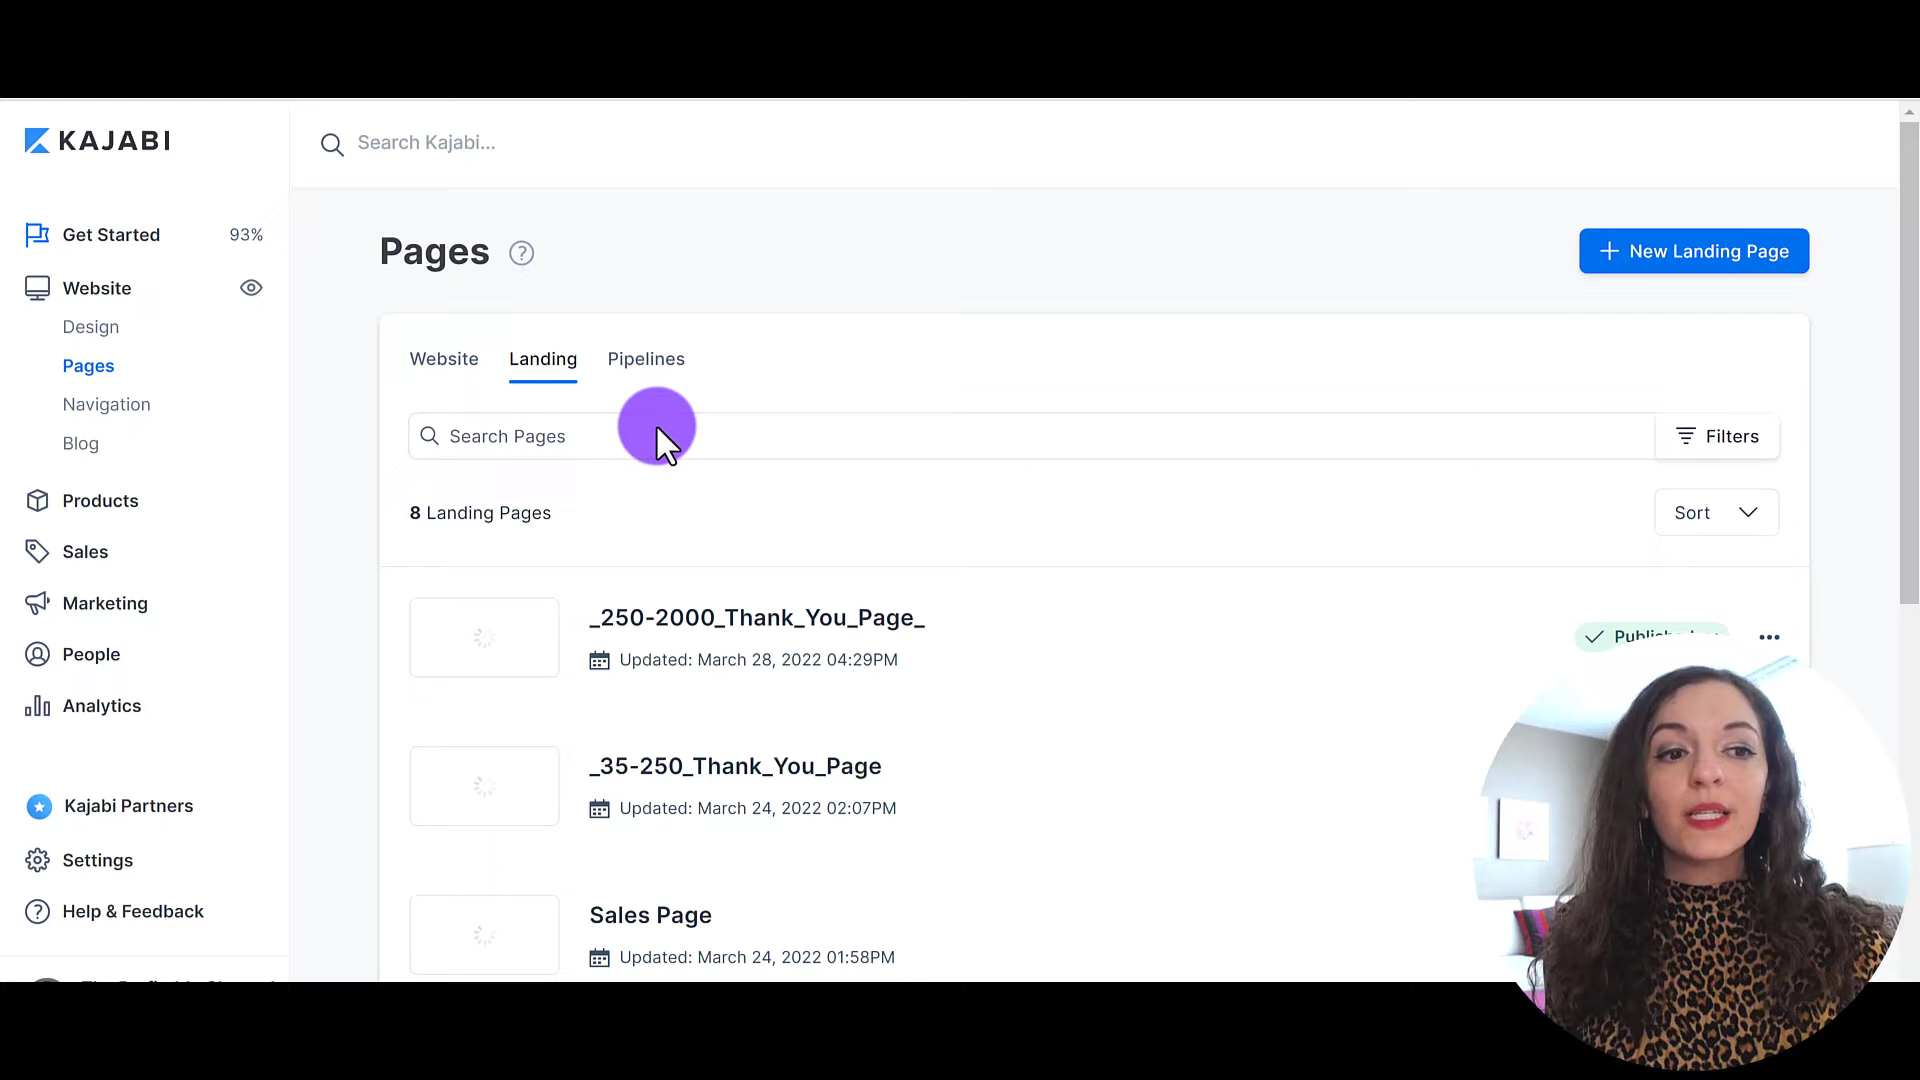 KAJABI
Search Kajabi...
Get Started 93%
Website
Design
Pages
Navigation
Blog
Products
Sales
Marketing
People
Analytics
Kajabi Partners
Settings
Help & Feedback
Pages
New Landing Page
Website Landing Pipelines
Search Pages
Filters
8 Landing Pages
Sort
_250-2000_Thank_You_Page_
Updated: March 28, 2022 04:29PM
_35-250_Thank_You_Page
Updated: March 24, 2022 02:07PM
Sales Page
Updated: March 24, 2022 01:58PM